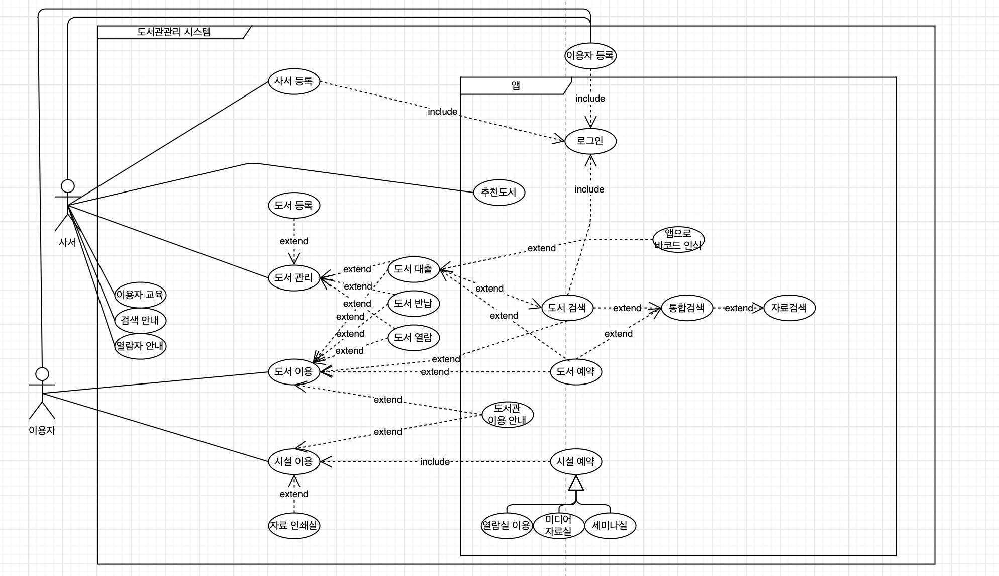 도서관관리 시스템
이용자 등록
사서 등록
앱
include
include
로그인
include
추천도서
도서 등록
사서
extend
앱으로
바코드 인식
extend
도서 관리
extend
도서 대출
extend
extend
이용자 교육
extend
도서 반납
도서 검색
extend
통합검색
extend
자료검색
검색 안내
extend
extend
extend
extend
도서 열람
열람자 안내
extend
extend
도서 이용
extend
도서 예약
extend
도서관
이용 안내
이용자
extend
시설 이용
include
시설 예약
extend
자료 인쇄실
열람실 이용
미디어
자료실
세미나실